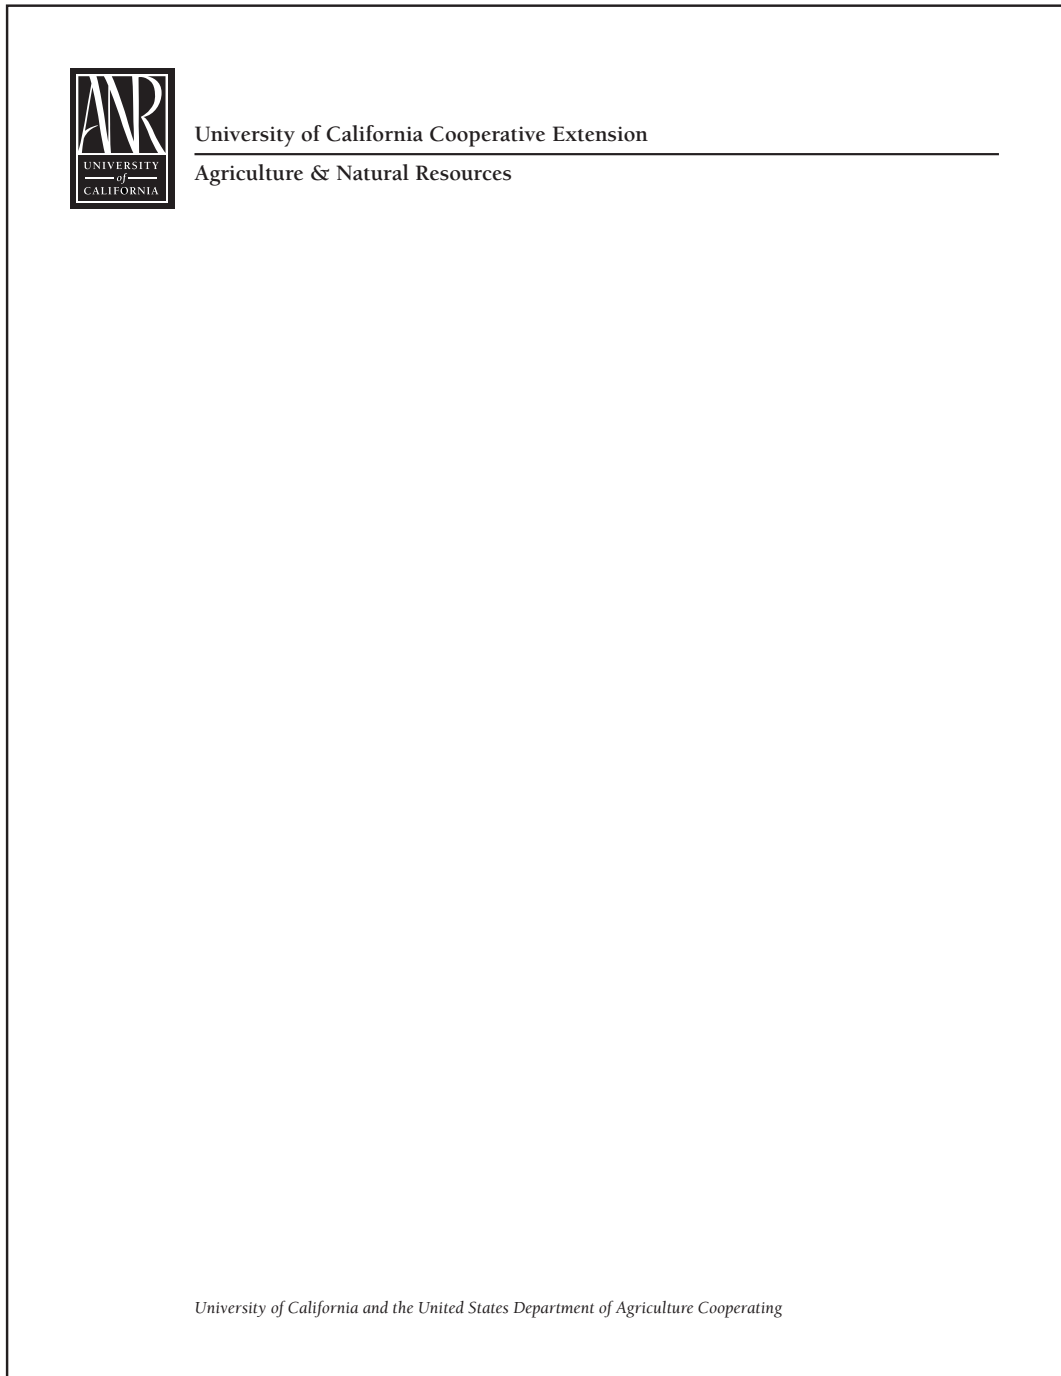 ANR
UNIVERSITY
of
CALIFORNIA
University of California Cooperative Extension
Agriculture & Natural Resources
University of California and the United States Department of Agriculture Cooperating